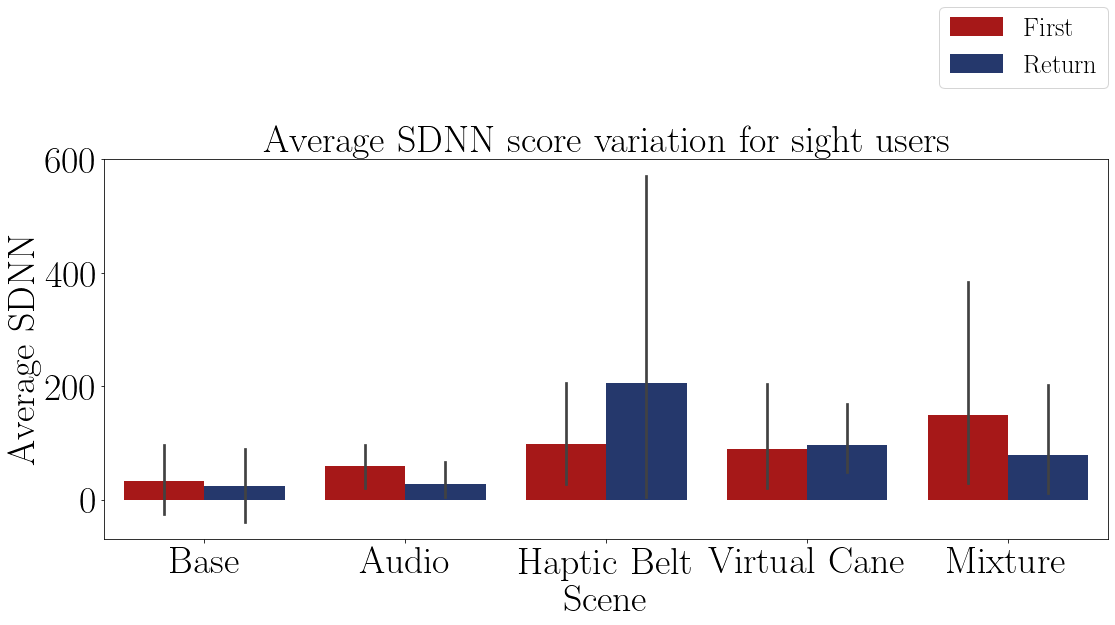 First
Return
Average SDNN score variation for sight users
600
400
200
0
Average SDNN
Base Audio Haptic Belt Virtual Cane Mixture
Scene